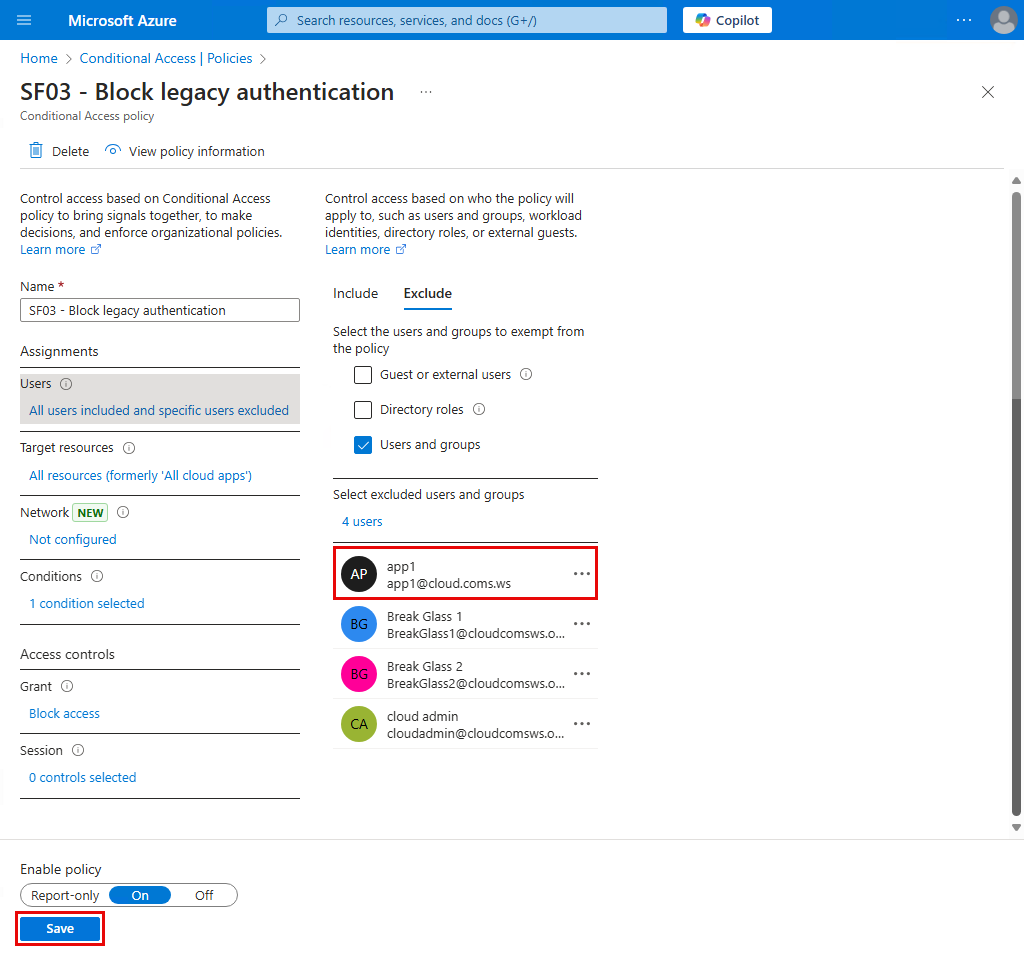 Microsoft Azure
Search resources, services, and docs (G+/)
Copilot
Home > Conditional Access | Policies >
SF03 - Block legacy authentication
Conditional Access policy
Delete
View policy information
Control access based on Conditional Access
policy to bring signals together, to make
decisions, and enforce organizational policies.
Learn more
Name *
SF03 - Block legacy authentication
Assignments
Users
All users included and specific users excluded
Target resources
All resources (formerly 'All cloud apps')
Network NEW
Not configured
Conditions
1 condition selected
Access controls
Grant
Block access
Session
0 controls selected
Control access based on who the policy will
apply to, such as users and groups, workload
identities, directory roles, or external guests.
Learn more
Include
Exclude
Select the users and groups to exempt from
the policy
Guest or external users
Directory roles
Users and groups
Select excluded users and groups
4 users
AP
app1
app1@cloud.coms.ws
BG
Break Glass 1
BreakGlass1@cloudcomsws.o...
BG
Break Glass 2
BreakGlass2@cloudcomsws.o...
CA
cloud admin
cloudadmin@cloudcomsws.o...
Enable policy
Report-only
On
Off
Save